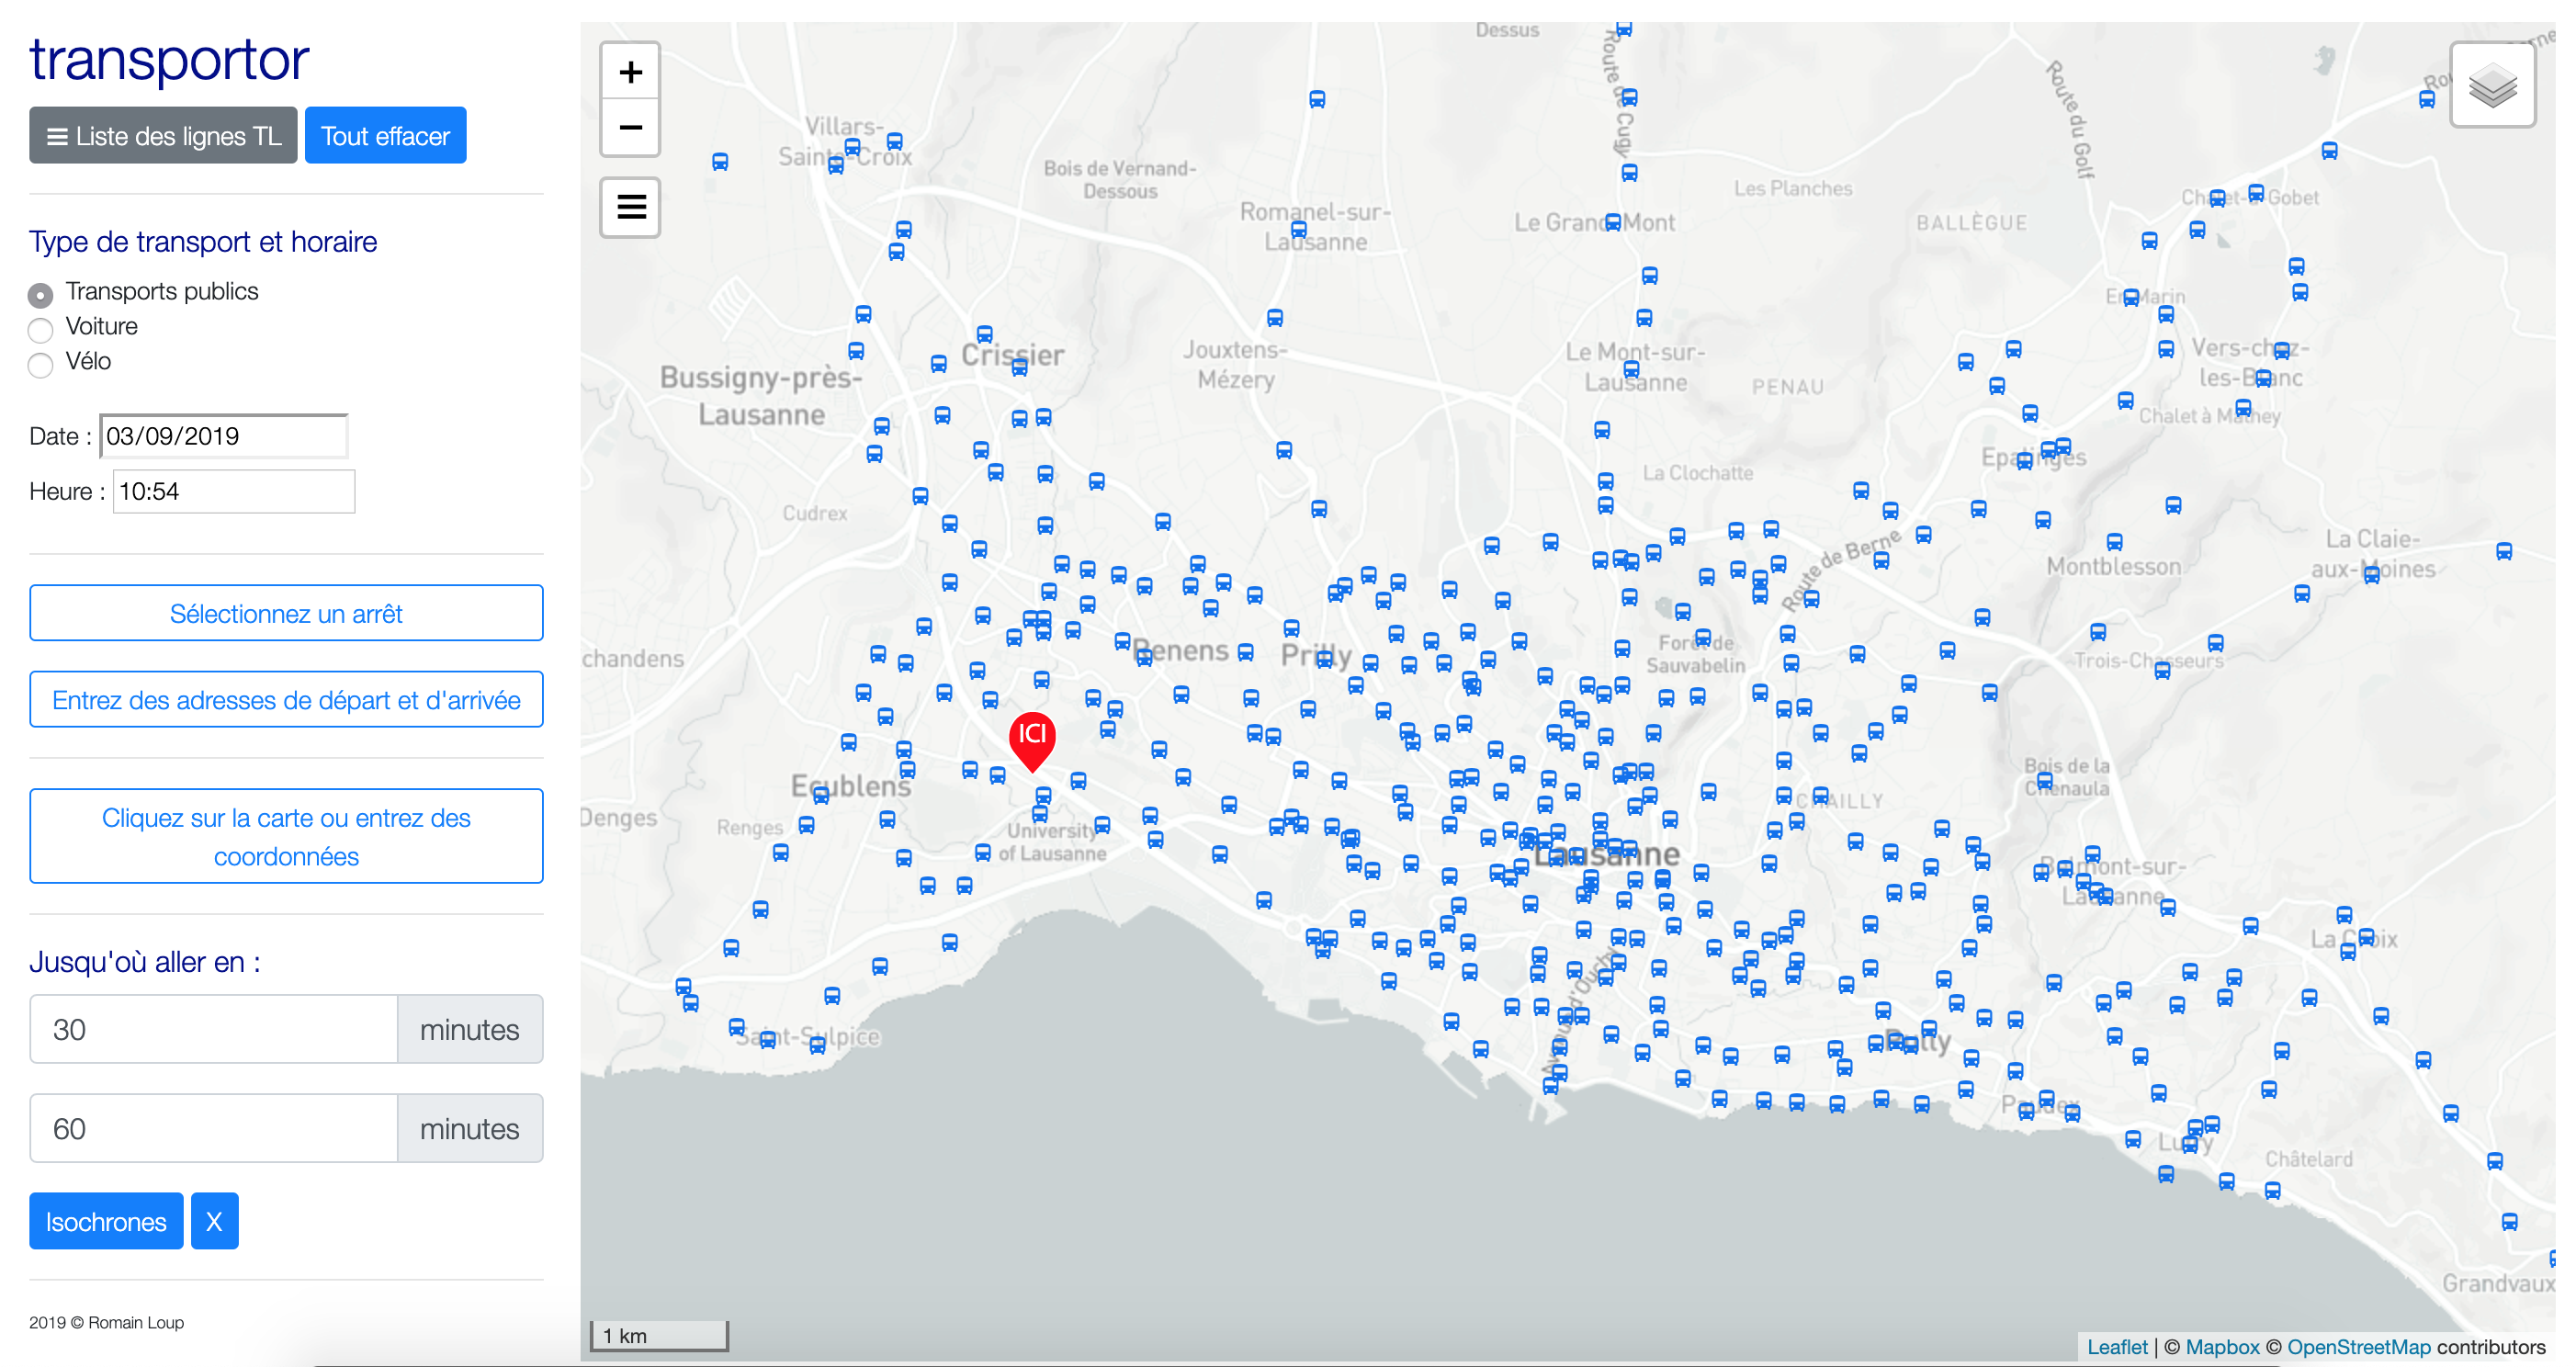 transportor
Liste des lignes TL
Tout effacer
Type de transport et horaire
Transports publics
Voiture
Vélo
Date : 03/09/2019
Heure : 10:54
Sélectionnez un arrêt
Entrez des adresses de départ et d'arrivée
Cliquez sur la carte ou entrez des
coordonnées
Jusqu'où aller en :
30 minutes
60 minutes
Isochrones
X
2019 © Romain Loup
+
−
Dessus
Route de Cugy
Route du Golf
Villars-
Sainte-Croix
Bois de Vernand-
Dessous
Romanel-sur-
Lausanne
Les Planches
Le Grand-Mont
BALLÈGUE
Chalet-à-Gobet
En Marin
Crissier
Jouxtens-
Mézery
Le Mont-sur-
Lausanne
PENAU
Vers-chez-
les-Blanc
Chalet à Mathey
Bussigny-près-
Lausanne
Epalinges
La Clochatte
Cudrex
Route de Berne
Montblesson
La Claie-
aux-Moines
chandens
Renens
Prilly
Forêt de
Sauvabelin
Trois-Chasseurs
ICI
Ecublens
Bois de la
Chenaula
CHAILLY
Denges
Renges
University
of Lausanne
Lausanne
Belmont-sur-
Lausanne
La Croix
Avenue d'Ouchy
Saint-Sulpice
Pully
Paudex
Lutry
Châtelard
Grandvaux
1 km
Leaflet | © Mapbox © OpenStreetMap contributors